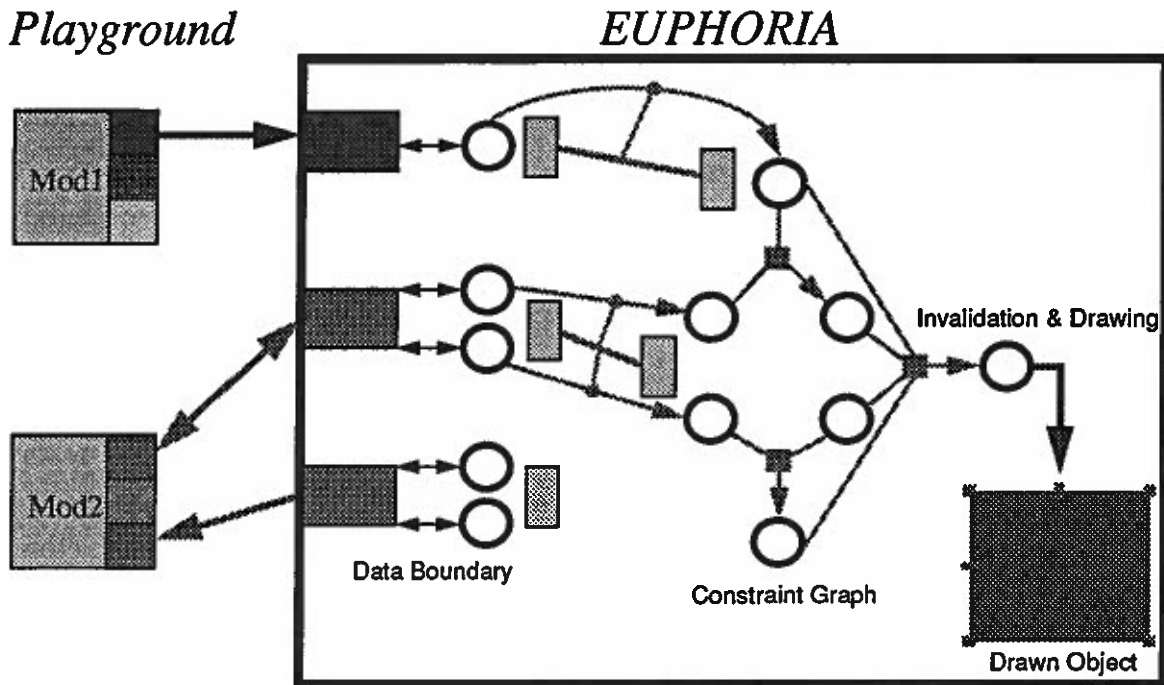 Playground
EUPHORIA
Mod1
Invalidation & Drawing
Mod2
Data Boundary
Constraint Graph
Drawn Object